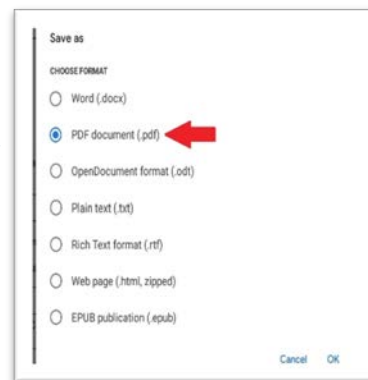 Save as
CHOOSE FORMAT
Word (.docx)
PDF document (.pdf)
OpenDocument format (.odt)
Plain text (.txt)
Rich Text format (.rtf)
Web page (.html, zipped)
EPUB publication (.epub)
Cancel OK